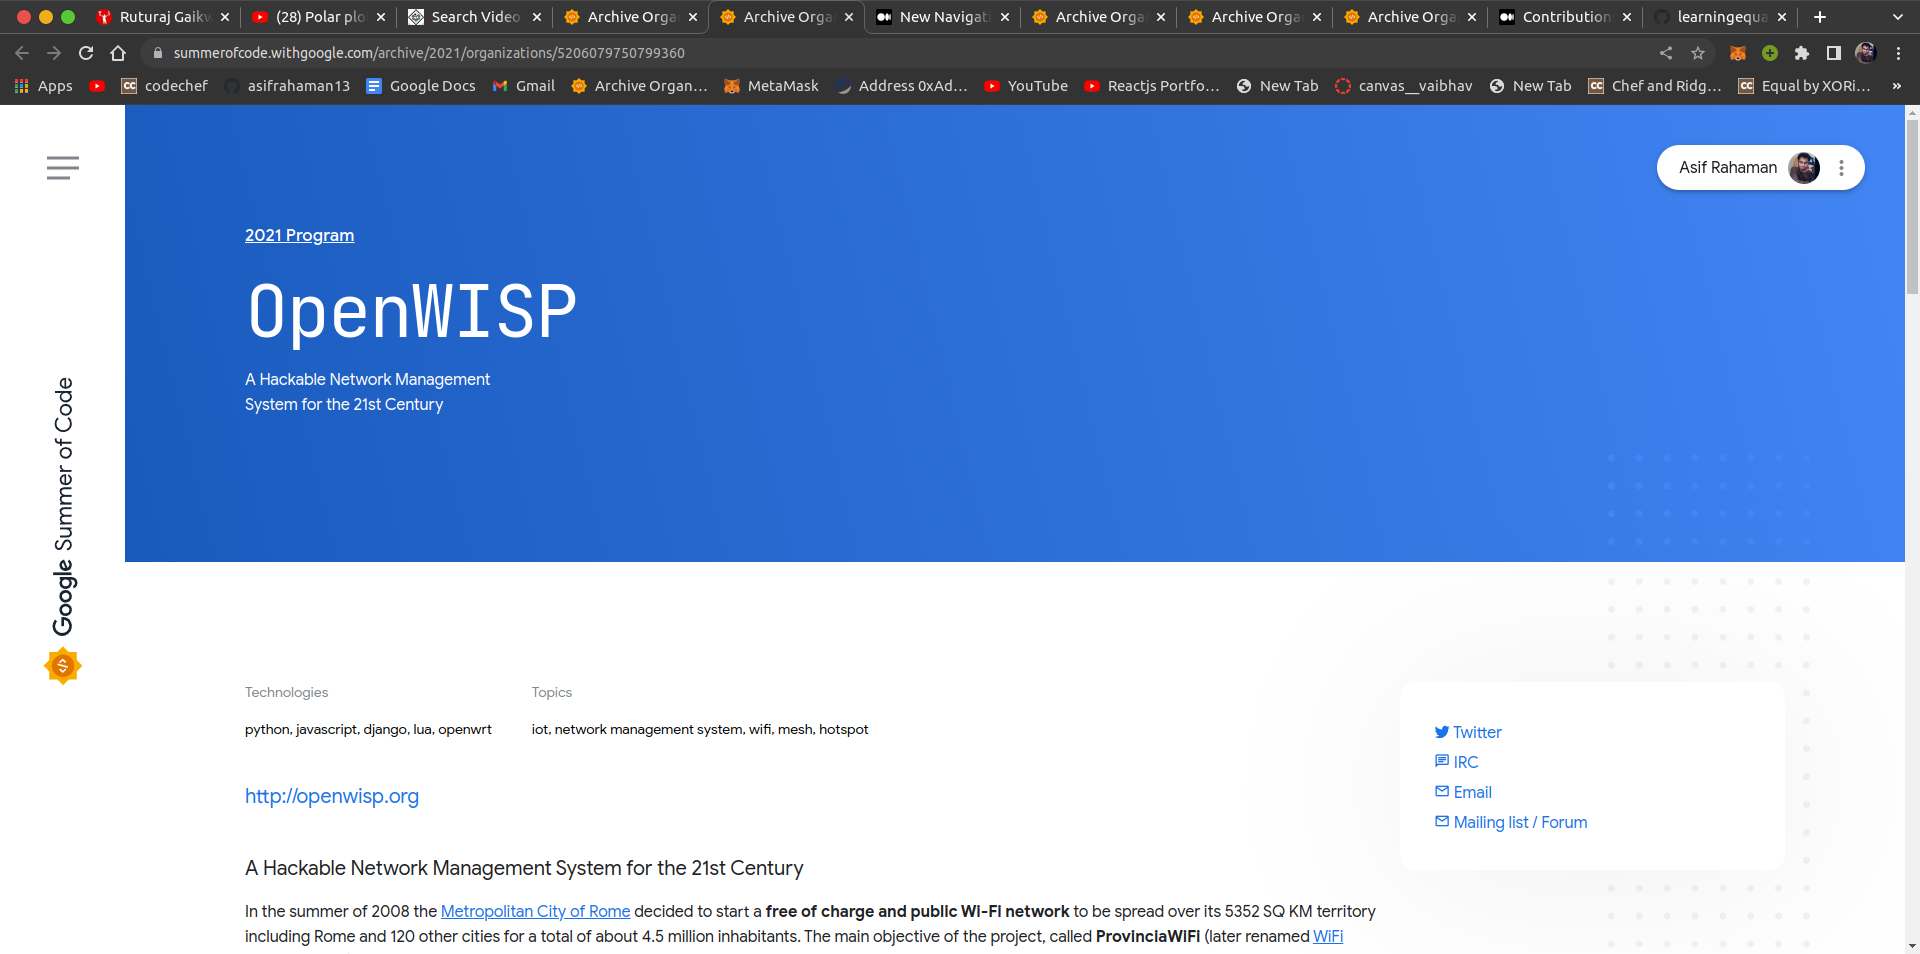 Ruturaj Gaikw
(28) Polar plo
Search Video
Archive Orga
Archive Orga
New Navigati
Archive Orga
Archive Orga
Archive Orga
Contribution
learningequa
summerofcode.withgoogle.com/archive/2021/organizations/5206079750799360
Apps
codechef
asifrahaman13
Google Docs
Gmail
Archive Organ...
MetaMask
Address 0xAd...
YouTube
Reactjs Portfo...
New Tab
canvas__vaibhav
New Tab
Chef and Ridg...
Equal by XORi...
Asif Rahaman
2021 Program
OpenWISP
A Hackable Network Management
System for the 21st Century
Google Summer of Code
Technologies
python, javascript, django, lua, openwrt
Topics
iot, network management system, wifi, mesh, hotspot
Twitter
IRC
Email
Mailing list / Forum
http://openwisp.org
A Hackable Network Management System for the 21st Century
In the summer of 2008 the Metropolitan City of Rome decided to start a free of charge and public Wi-Fi network to be spread over its 5352 SQ KM territory
including Rome and 120 other cities for a total of about 4.5 million inhabitants. The main objective of the project, called ProvinciaWiFi (later renamed WiFi